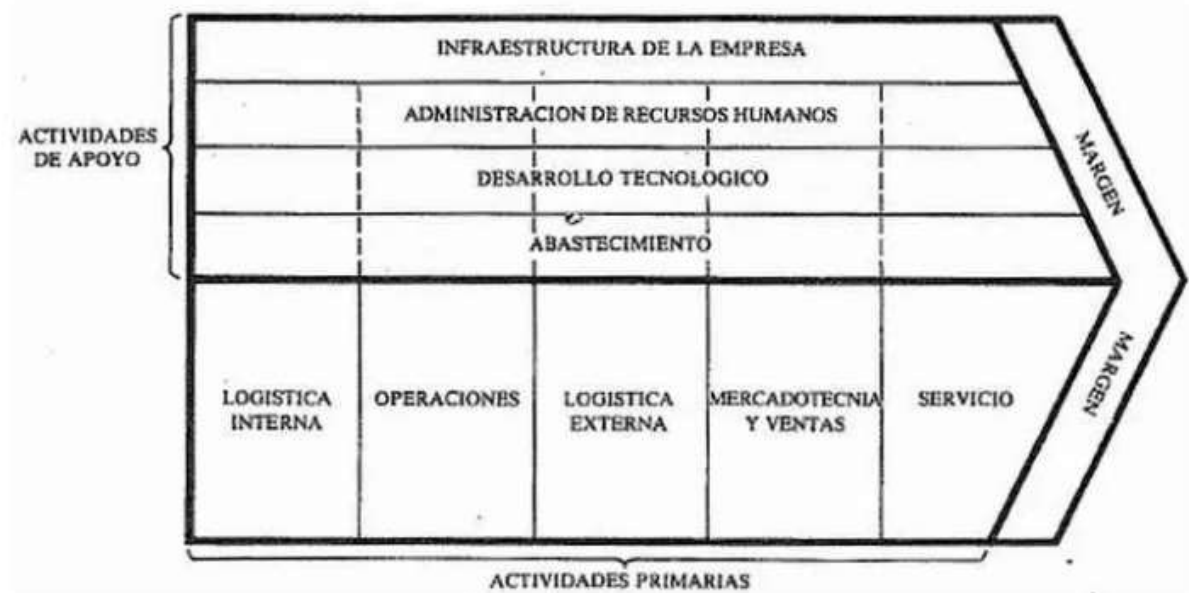 INFRAESTRUCTURA DE LA EMPRESA
ADMINISTRACION DE RECURSOS HUMANOS
ACTIVIDADES
DE APOYO
DESARROLLO TECNOLOGICO
ABASTECIMIENTO
MARGEN
LOGISTICA
INTERNA
OPERACIONES
LOGISTICA
EXTERNA
MERCADOTECNIA
Y VENTAS
SERVICIO
MARGEN
ACTIVIDADES PRIMARIAS